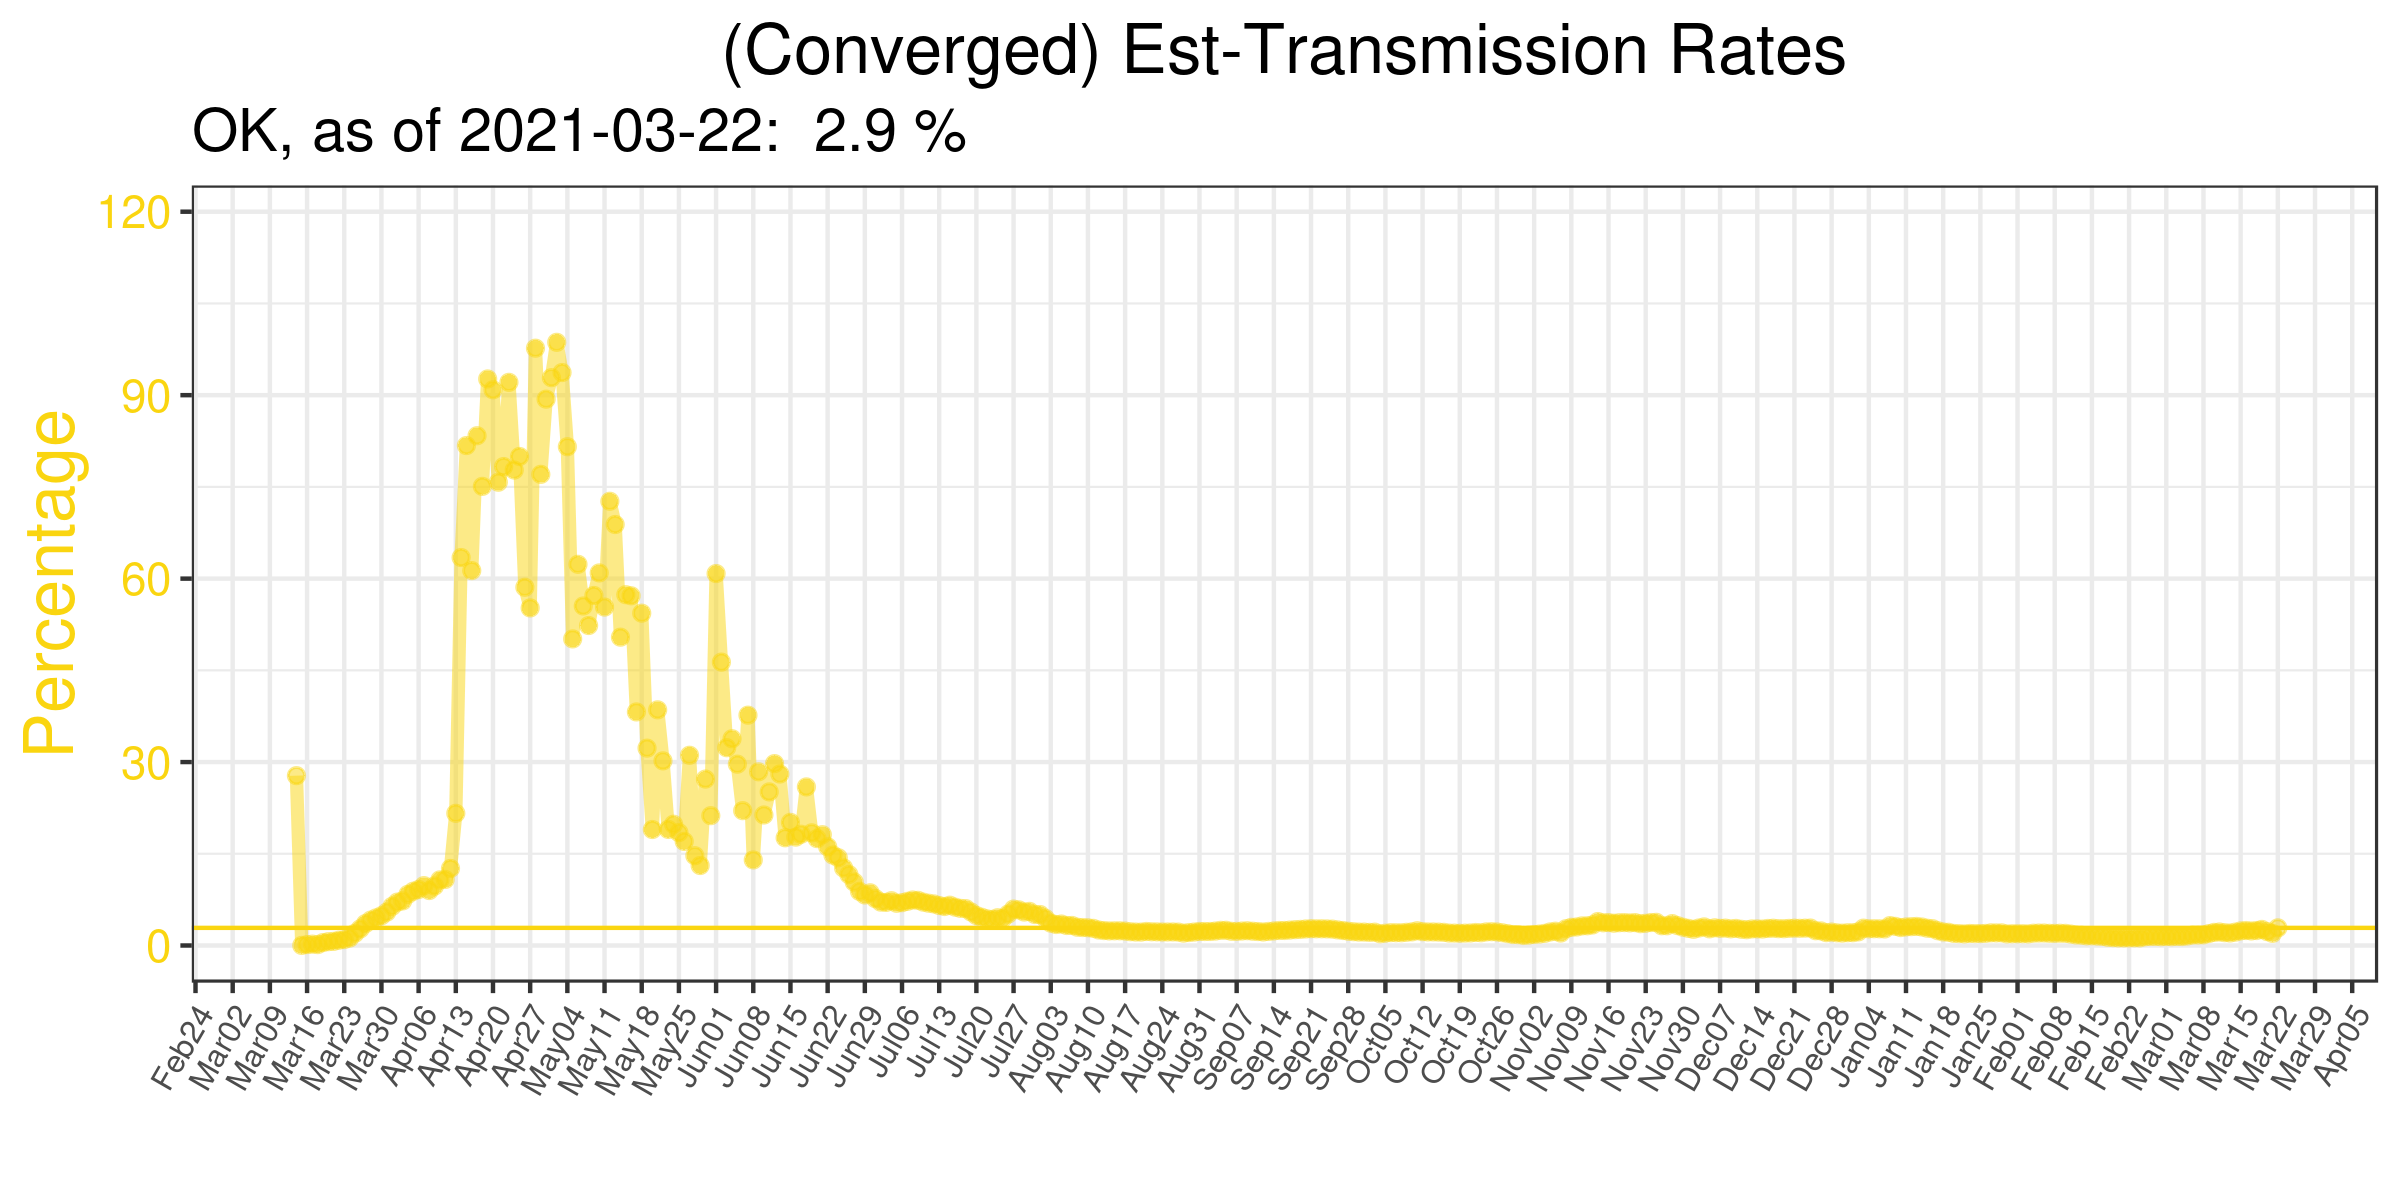 (Converged) Est-Transmission Rates
OK, as of 2021-03-22:  2.9 %
Percentage
120
90
60
30
0
Feb24
Mar02
Mar09
Mar16
Mar23
Mar30
Apr06
Apr13
Apr20
Apr27
May04
May11
May18
May25
Jun01
Jun08
Jun15
Jun22
Jun29
Jul06
Jul13
Jul20
Jul27
Aug03
Aug10
Aug17
Aug24
Aug31
Sep07
Sep14
Sep21
Sep28
Oct05
Oct12
Oct19
Oct26
Nov02
Nov09
Nov16
Nov23
Nov30
Dec07
Dec14
Dec21
Dec28
Jan04
Jan11
Jan18
Jan25
Feb01
Feb08
Feb15
Feb22
Mar01
Mar08
Mar15
Mar22
Mar29
Apr05